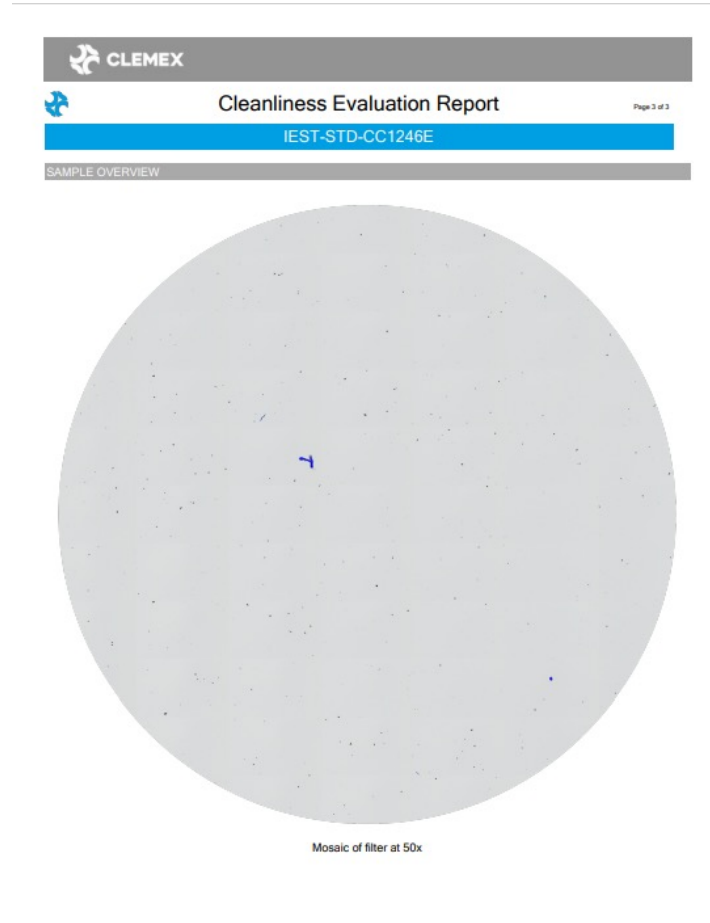 CLEMEX
Cleanliness Evaluation Report
Page 3 of 3
IEST-STD-CC1246E
SAMPLE OVERVIEW
Mosaic of filter at 50x